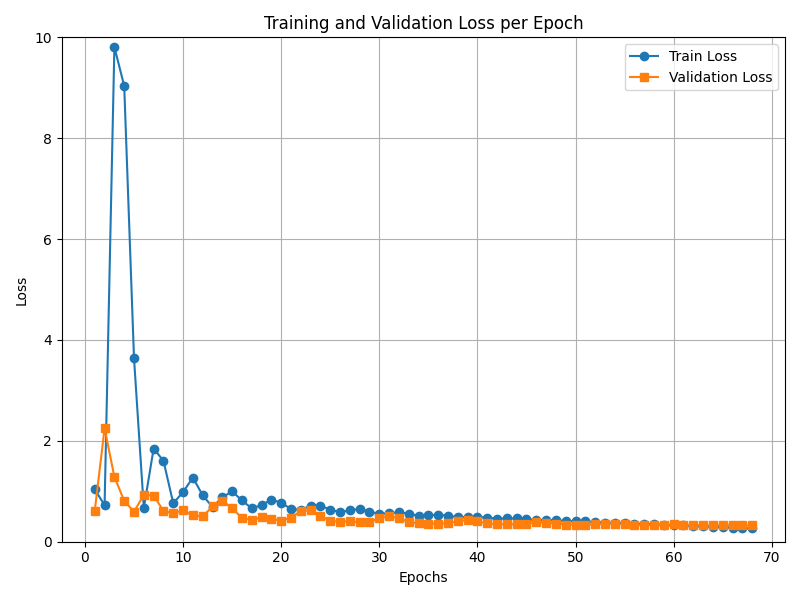 Training and Validation Loss per Epoch
Train Loss
Validation Loss
Loss
10
8
6
4
2
0
0 10 20 30 40 50 60 70
Epochs